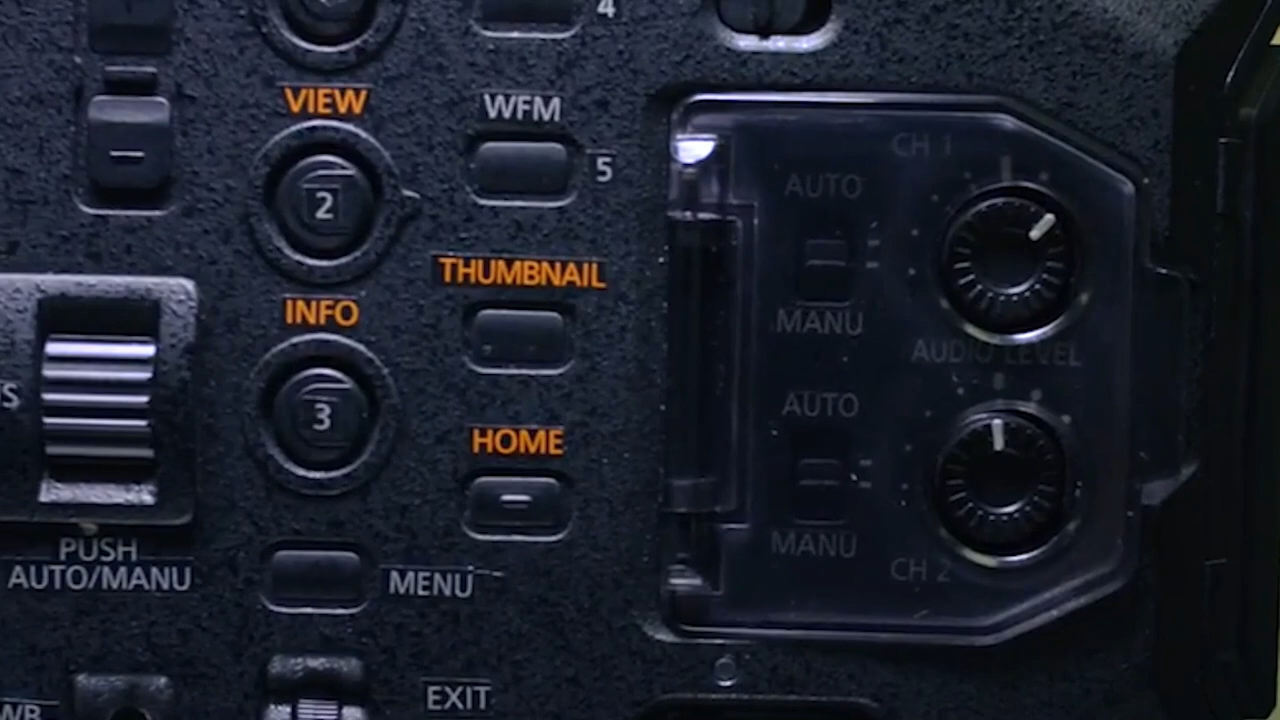 4
VIEW
WFM
2
5
CH 1
AUTO
THUMBNAIL
INFO
MANU
AUDIO LEVEL
3
AUTO
HOME
PUSH
AUTO/MANU
MENU
MANU
CH 2
EXIT
WB